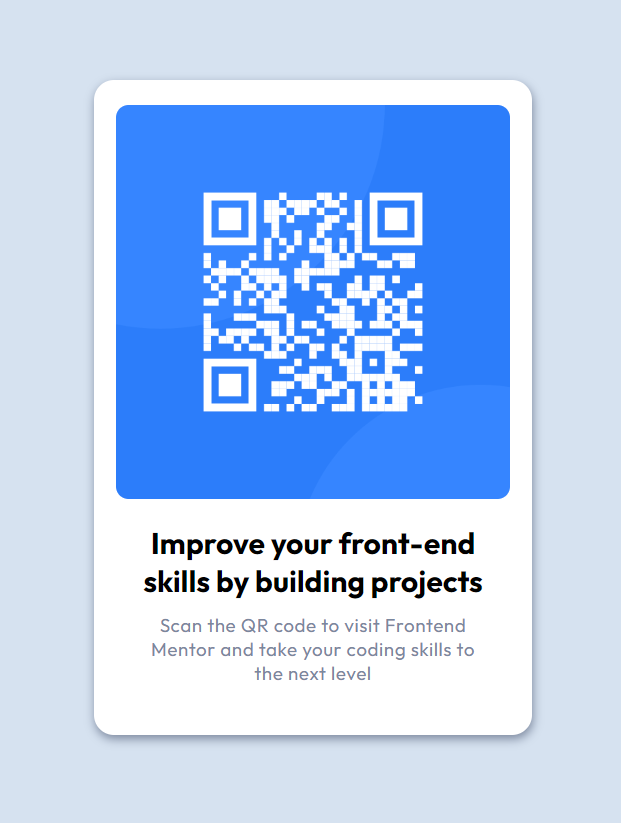 Improve your front-end
skills by building projects
Scan the QR code to visit Frontend
Mentor and take your coding skills to
the next level